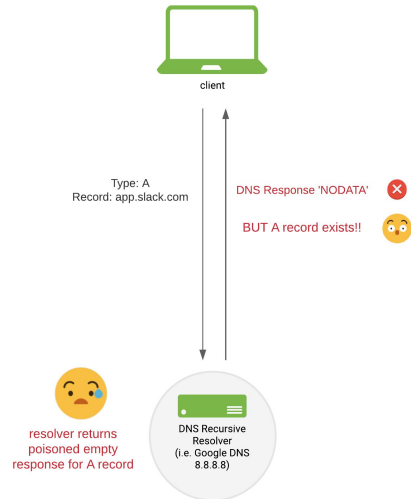 client
Type: A
Record: app.slack.com
DNS Response 'NODATA'
BUT A record exists!!
resolver returns
poisoned empty
response for A record
DNS Recursive
Resolver
(i.e. Google DNS
8.8.8.8)